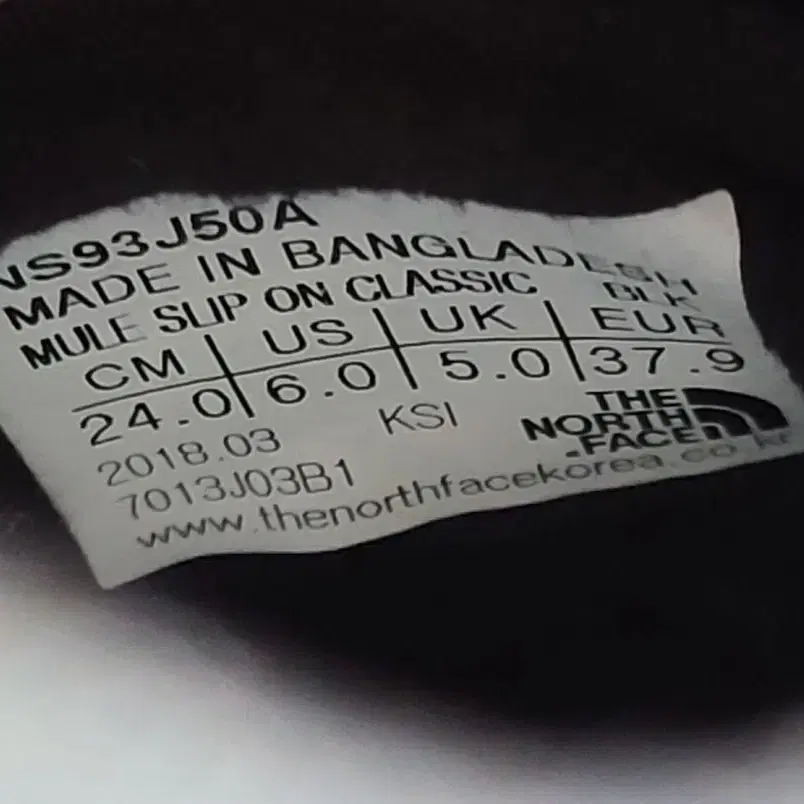 NS93J50A
MADE IN BANGLADESH
MULE SLIP ON CLASSIC BLK
CM US UK EUR
24.0 6.0 5.0 37.9
2018.03 KSI
7013J03B1
THE
NORTH
FACE
www.thenorthfacekorea.co.kr